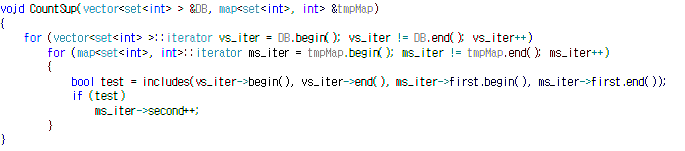 void CountSup(vector<set<int> > &DB, map<set<int>, int> &tmpMap)
{
    for (vector<set<int> >::iterator vs_iter = DB.begin(); vs_iter != DB.end(); vs_iter++)
        for (map<set<int>, int>::iterator ms_iter = tmpMap.begin(); ms_iter != tmpMap.end(); ms_iter++)
        {
            bool test = includes(vs_iter->begin(), vs_iter->end(), ms_iter->first.begin(), ms_iter->first.end());
            if (test)
                ms_iter->second++;
        }
}